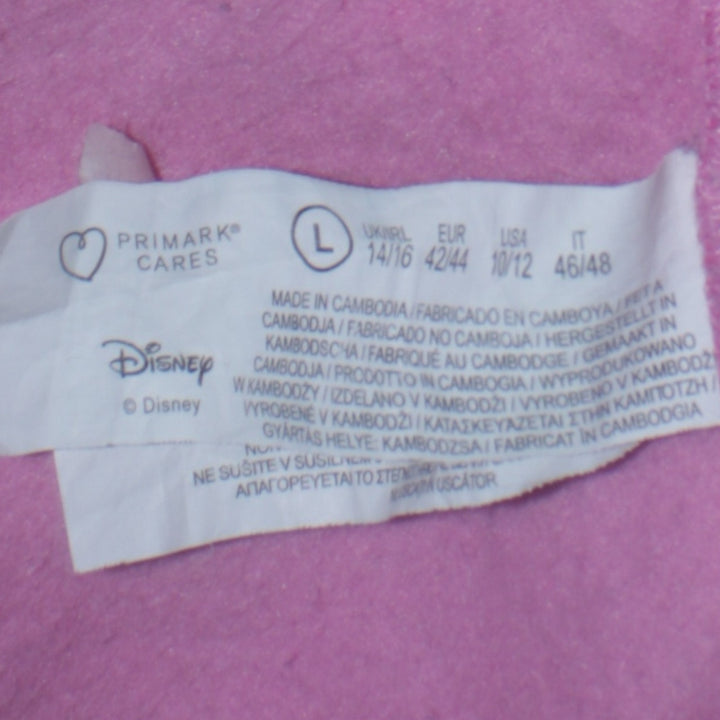 PRIMARK®
CARES
L
UK/IRL EUR USA IT
14/16 42/44 10/12 46/48
DISNEY
© Disney
MADE IN CAMBODIA / FABRICADO EN CAMBOYA / FEITA
CAMBODJA / FABRICADO NO CAMBOJA / HERGESTELLT IN
KAMBODSCHA / FABRIQUÉ AU CAMBODGE / GEMAAKT IN
CAMBODJA / PRODOTTO IN CAMBOGIA / WYPRODUKOWANO
W KAMBODŻY / IZDELANO V KAMBODŽI / VYROBENO V KAMBODŽ
VYROBENÉ V KAMBODŽI / ΚΑΤΑΣΚΕΥΑΖΕΤΑΙ ΣΤΗΝ ΚΑΜΠΟΤΖΗ /
GYÁRTÁS HELYE: KAMBODZSA / FABRICAT ÎN CAMBODGIA
NE SUŠITE V
ΑΠΑΓΟΡΕΥΕΤΑΙ ΤΟ USCĂTOR